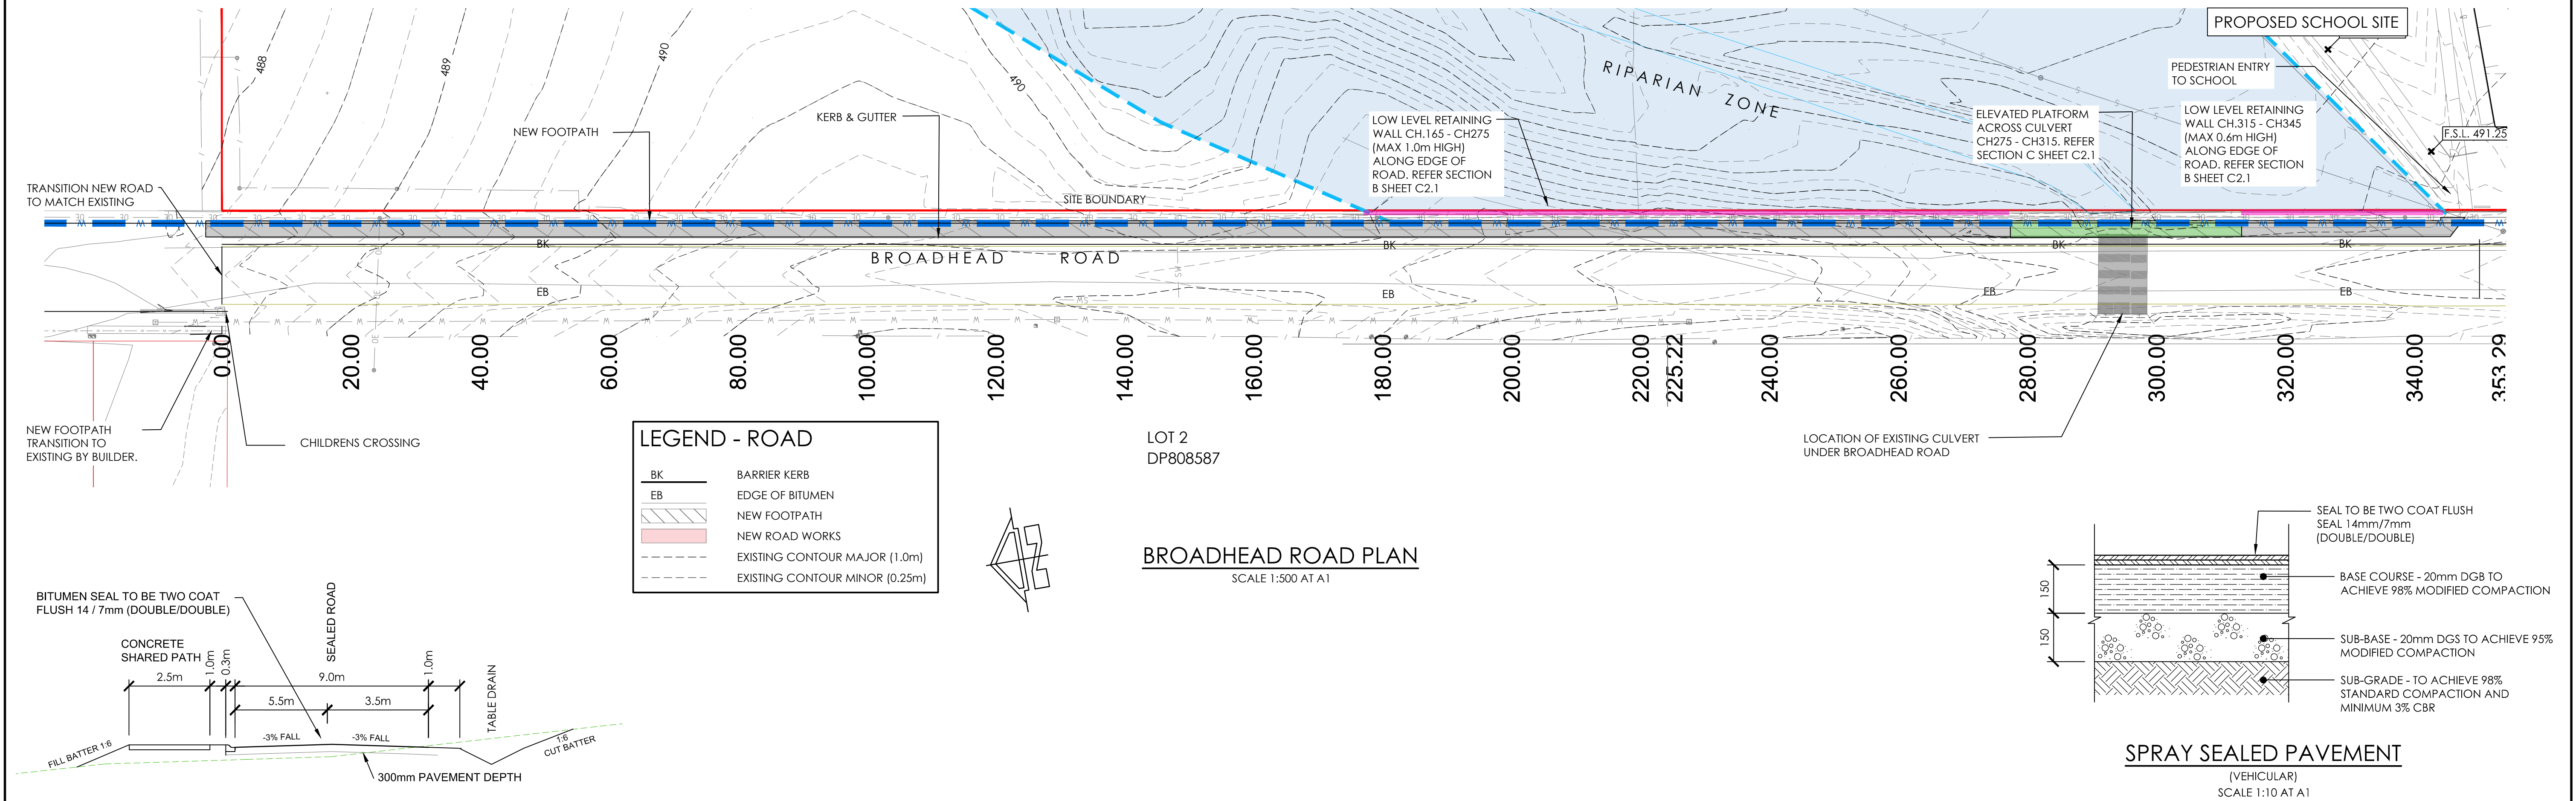 PROPOSED SCHOOL SITE
488
489
490
490
RIPARIAN ZONE
PEDESTRIAN ENTRY
TO SCHOOL
F.S.L. 491.25
NEW FOOTPATH
KERB & GUTTER
LOW LEVEL RETAINING
WALL CH.165 - CH275
(MAX 1.0m HIGH)
ALONG EDGE OF
ROAD. REFER SECTION
B SHEET C2.1
ELEVATED PLATFORM
ACROSS CULVERT
CH275 - CH315. REFER
SECTION C SHEET C2.1
LOW LEVEL RETAINING
WALL CH.315 - CH345
(MAX 0.6m HIGH)
ALONG EDGE OF
ROAD. REFER SECTION
B SHEET C2.1
TRANSITION NEW ROAD
TO MATCH EXISTING
SITE BOUNDARY
BK
BK
BK
BK
BROADHEAD ROAD
EB
EB
EB
EB
0.00
20.00
40.00
60.00
80.00
100.00
120.00
140.00
160.00
180.00
200.00
220.00
225.22
240.00
260.00
280.00
300.00
320.00
340.00
353.29
NEW FOOTPATH
TRANSITION TO
EXISTING BY BUILDER.
CHILDRENS CROSSING
LOT 2
DP808587
LOCATION OF EXISTING CULVERT
UNDER BROADHEAD ROAD
LEGEND - ROAD
BK BARRIER KERB
EB EDGE OF BITUMEN
NEW FOOTPATH
NEW ROAD WORKS
EXISTING CONTOUR MAJOR (1.0m)
EXISTING CONTOUR MINOR (0.25m)
BROADHEAD ROAD PLAN
SCALE 1:500 AT A1
BITUMEN SEAL TO BE TWO COAT
FLUSH 14 / 7mm (DOUBLE/DOUBLE)
CONCRETE
SHARED PATH
SEALED ROAD
TABLE DRAIN
2.5m
1.0m
0.3m
9.0m
1.0m
5.5m
3.5m
-3% FALL
-3% FALL
FILL BATTER 1:6
1:6
CUT BATTER
300mm PAVEMENT DEPTH
SEAL TO BE TWO COAT FLUSH
SEAL 14mm/7mm
(DOUBLE/DOUBLE)
150
BASE COURSE - 20mm DGB TO
ACHIEVE 98% MODIFIED COMPACTION
150
SUB-BASE - 20mm DGS TO ACHIEVE 95%
MODIFIED COMPACTION
SUB-GRADE - TO ACHIEVE 98%
STANDARD COMPACTION AND
MINIMUM 3% CBR
SPRAY SEALED PAVEMENT
(VEHICULAR)
SCALE 1:10 AT A1